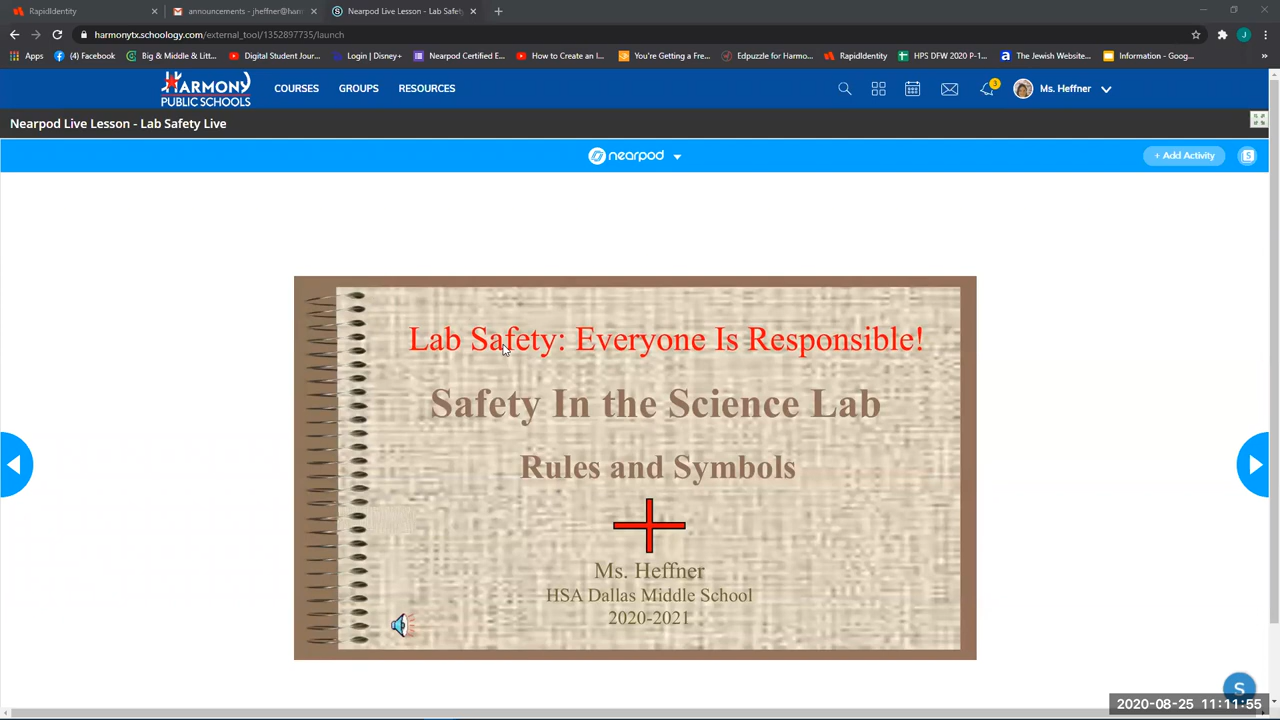 RapidIdentity
announcements - jheffner@harr
Nearpod Live Lesson - Lab Safety
harmonytx.schoology.com/external_tool/1352897735/launch
Apps
(4) Facebook
Big & Middle & Litt...
Digital Student Jour...
Login | Disney+
Nearpod Certified E...
How to Create an I...
You're Getting a Fre...
Edpuzzle for Harmo...
RapidIdentity
HPS DFW 2020 P-1...
The Jewish Website...
Information - Goog...
HARMONY
PUBLIC SCHOOLS
COURSES
GROUPS
RESOURCES
3
Ms. Heffner
Nearpod Live Lesson - Lab Safety Live
nearpod
+ Add Activity
S
Lab Safety: Everyone Is Responsible!
Safety In the Science Lab
Rules and Symbols
Ms. Heffner
HSA Dallas Middle School
2020-2021
S
2020-08-25 11:11:55